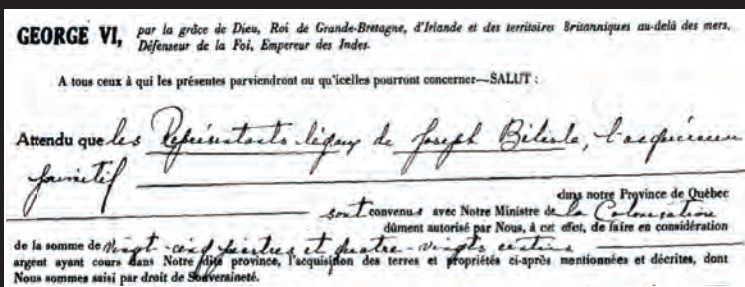 GEORGE VI, par la grâce de Dieu, Roi de Grande-Bretagne, d'Irlande et des territoires Britanniques au-delà des mers,
Défenseur de la Foi, Empereur des Indes.
A tous ceux à qui les présentes parviendront ou qu'icelles pourront concerner—SALUT :
Attendu que les Représentants légaux de Joseph Bélisle, l'acquéreur
primitif
dans notre Province de Québec
sont convenus avec Notre Ministre de la Colonisation
dûment autorisé par Nous, à cet effet, de faire en considération
de la somme de vingt-cinq piastres et quatre-vingts centins
argent ayant cours dans Notre dite province, l'acquisition des terres et propriétés ci-après mentionnées et décrites, dont
Nous sommes saisi par droit de Souveraineté.